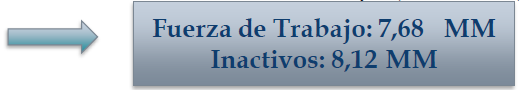 Fuerza de Trabajo: 7,68 MM
Inactivos: 8,12 MM